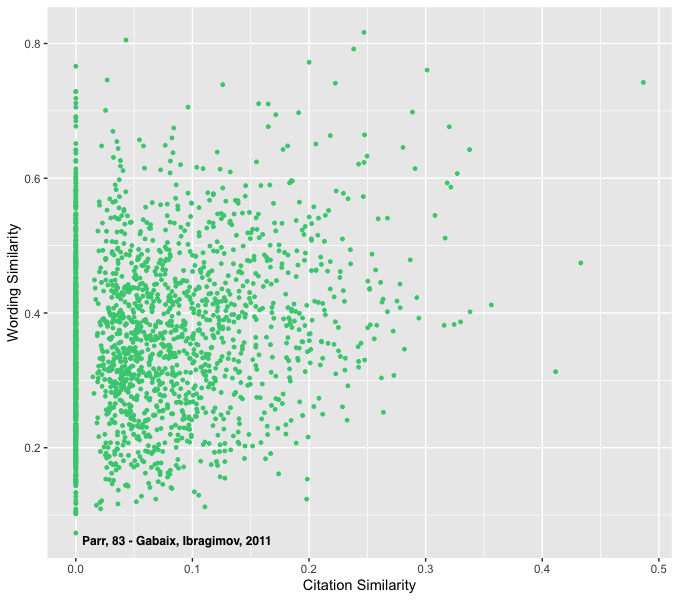 0.8
0.6
0.4
0.2
Wording Similarity
Parr, 83 - Gabaix, Ibragimov, 2011
0.0 0.1 0.2 0.3 0.4 0.5
Citation Similarity